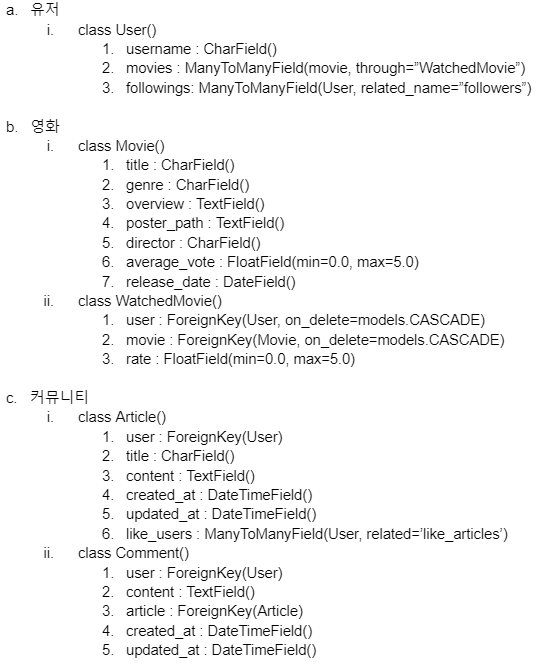 a. 유저
i. class User()
1. username : CharField()
2. movies : ManyToManyField(movie, through=”WatchedMovie”)
3. followings: ManyToManyField(User, related_name=”followers”)
b. 영화
i. class Movie()
1. title : CharField()
2. genre : CharField()
3. overview : TextField()
4. poster_path : TextField()
5. director : CharField()
6. average_vote : FloatField(min=0.0, max=5.0)
7. release_date : DateField()
ii. class WatchedMovie()
1. user : ForeignKey(User, on_delete=models.CASCADE)
2. movie : ForeignKey(Movie, on_delete=models.CASCADE)
3. rate : FloatField(min=0.0, max=5.0)
c. 커뮤니티
i. class Article()
1. user : ForeignKey(User)
2. title : CharField()
3. content : TextField()
4. created_at : DateTimeField()
5. updated_at : DateTimeField()
6. like_users : ManyToManyField(User, related=’like_articles’)
ii. class Comment()
1. user : ForeignKey(User)
2. content : TextField()
3. article : ForeignKey(Article)
4. created_at : DateTimeField()
5. updated_at : DateTimeField()